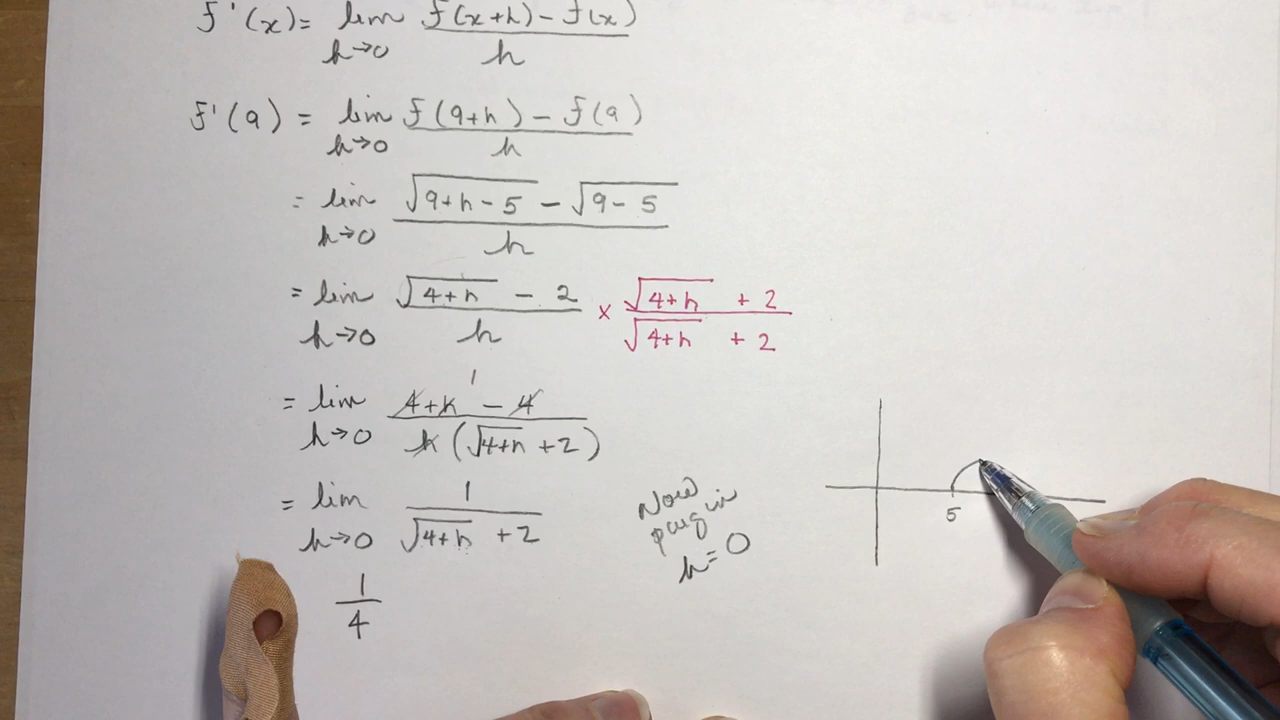 f'(x) = lim h→0 f(x+h) - f(x) / h
f'(9) = lim h→0 f(9+h) - f(9) / h
= lim h→0 √(9+h-5) - √(9-5) / h
= lim h→0 √(4+h) - 2 / h × √(4+h) + 2 / √(4+h) + 2
= lim h→0 4+h - 4 / h(√(4+h) + 2) 1
= lim h→0 1 / √(4+h) + 2
1/4
Now
plug in
h = 0
5